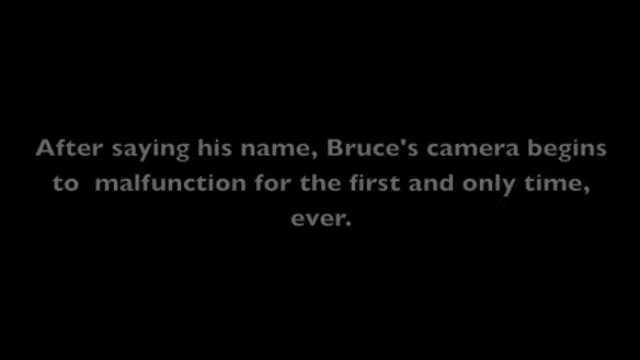 After saying his name, Bruce's camera begins
to  malfunction for the first and only time,
ever.